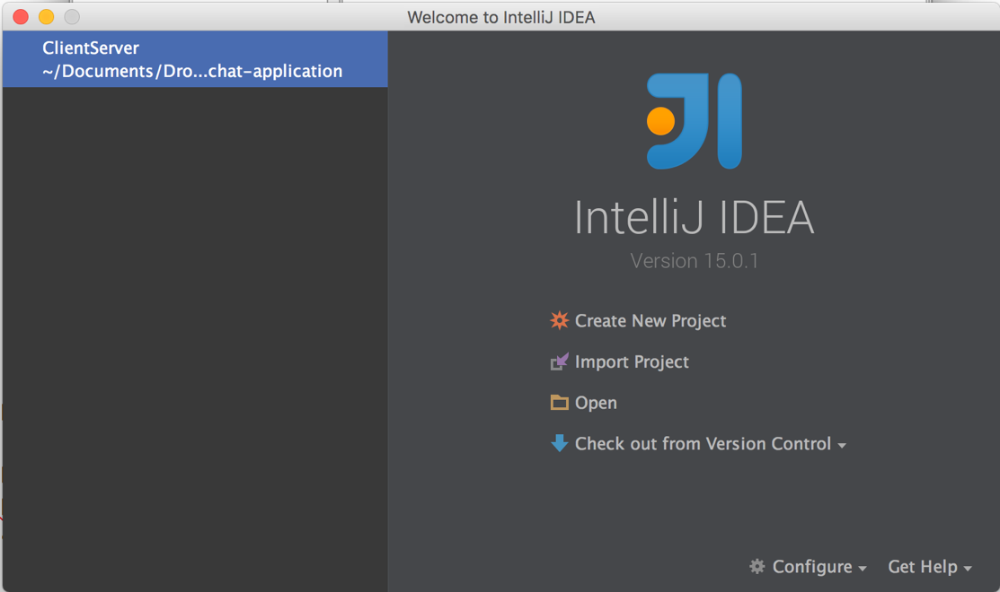 Welcome to IntelliJ IDEA
ClientServer
~/Documents/Dro...chat-application
IntelliJ IDEA
Version 15.0.1
Create New Project
Import Project
Open
Check out from Version Control
Configure
Get Help